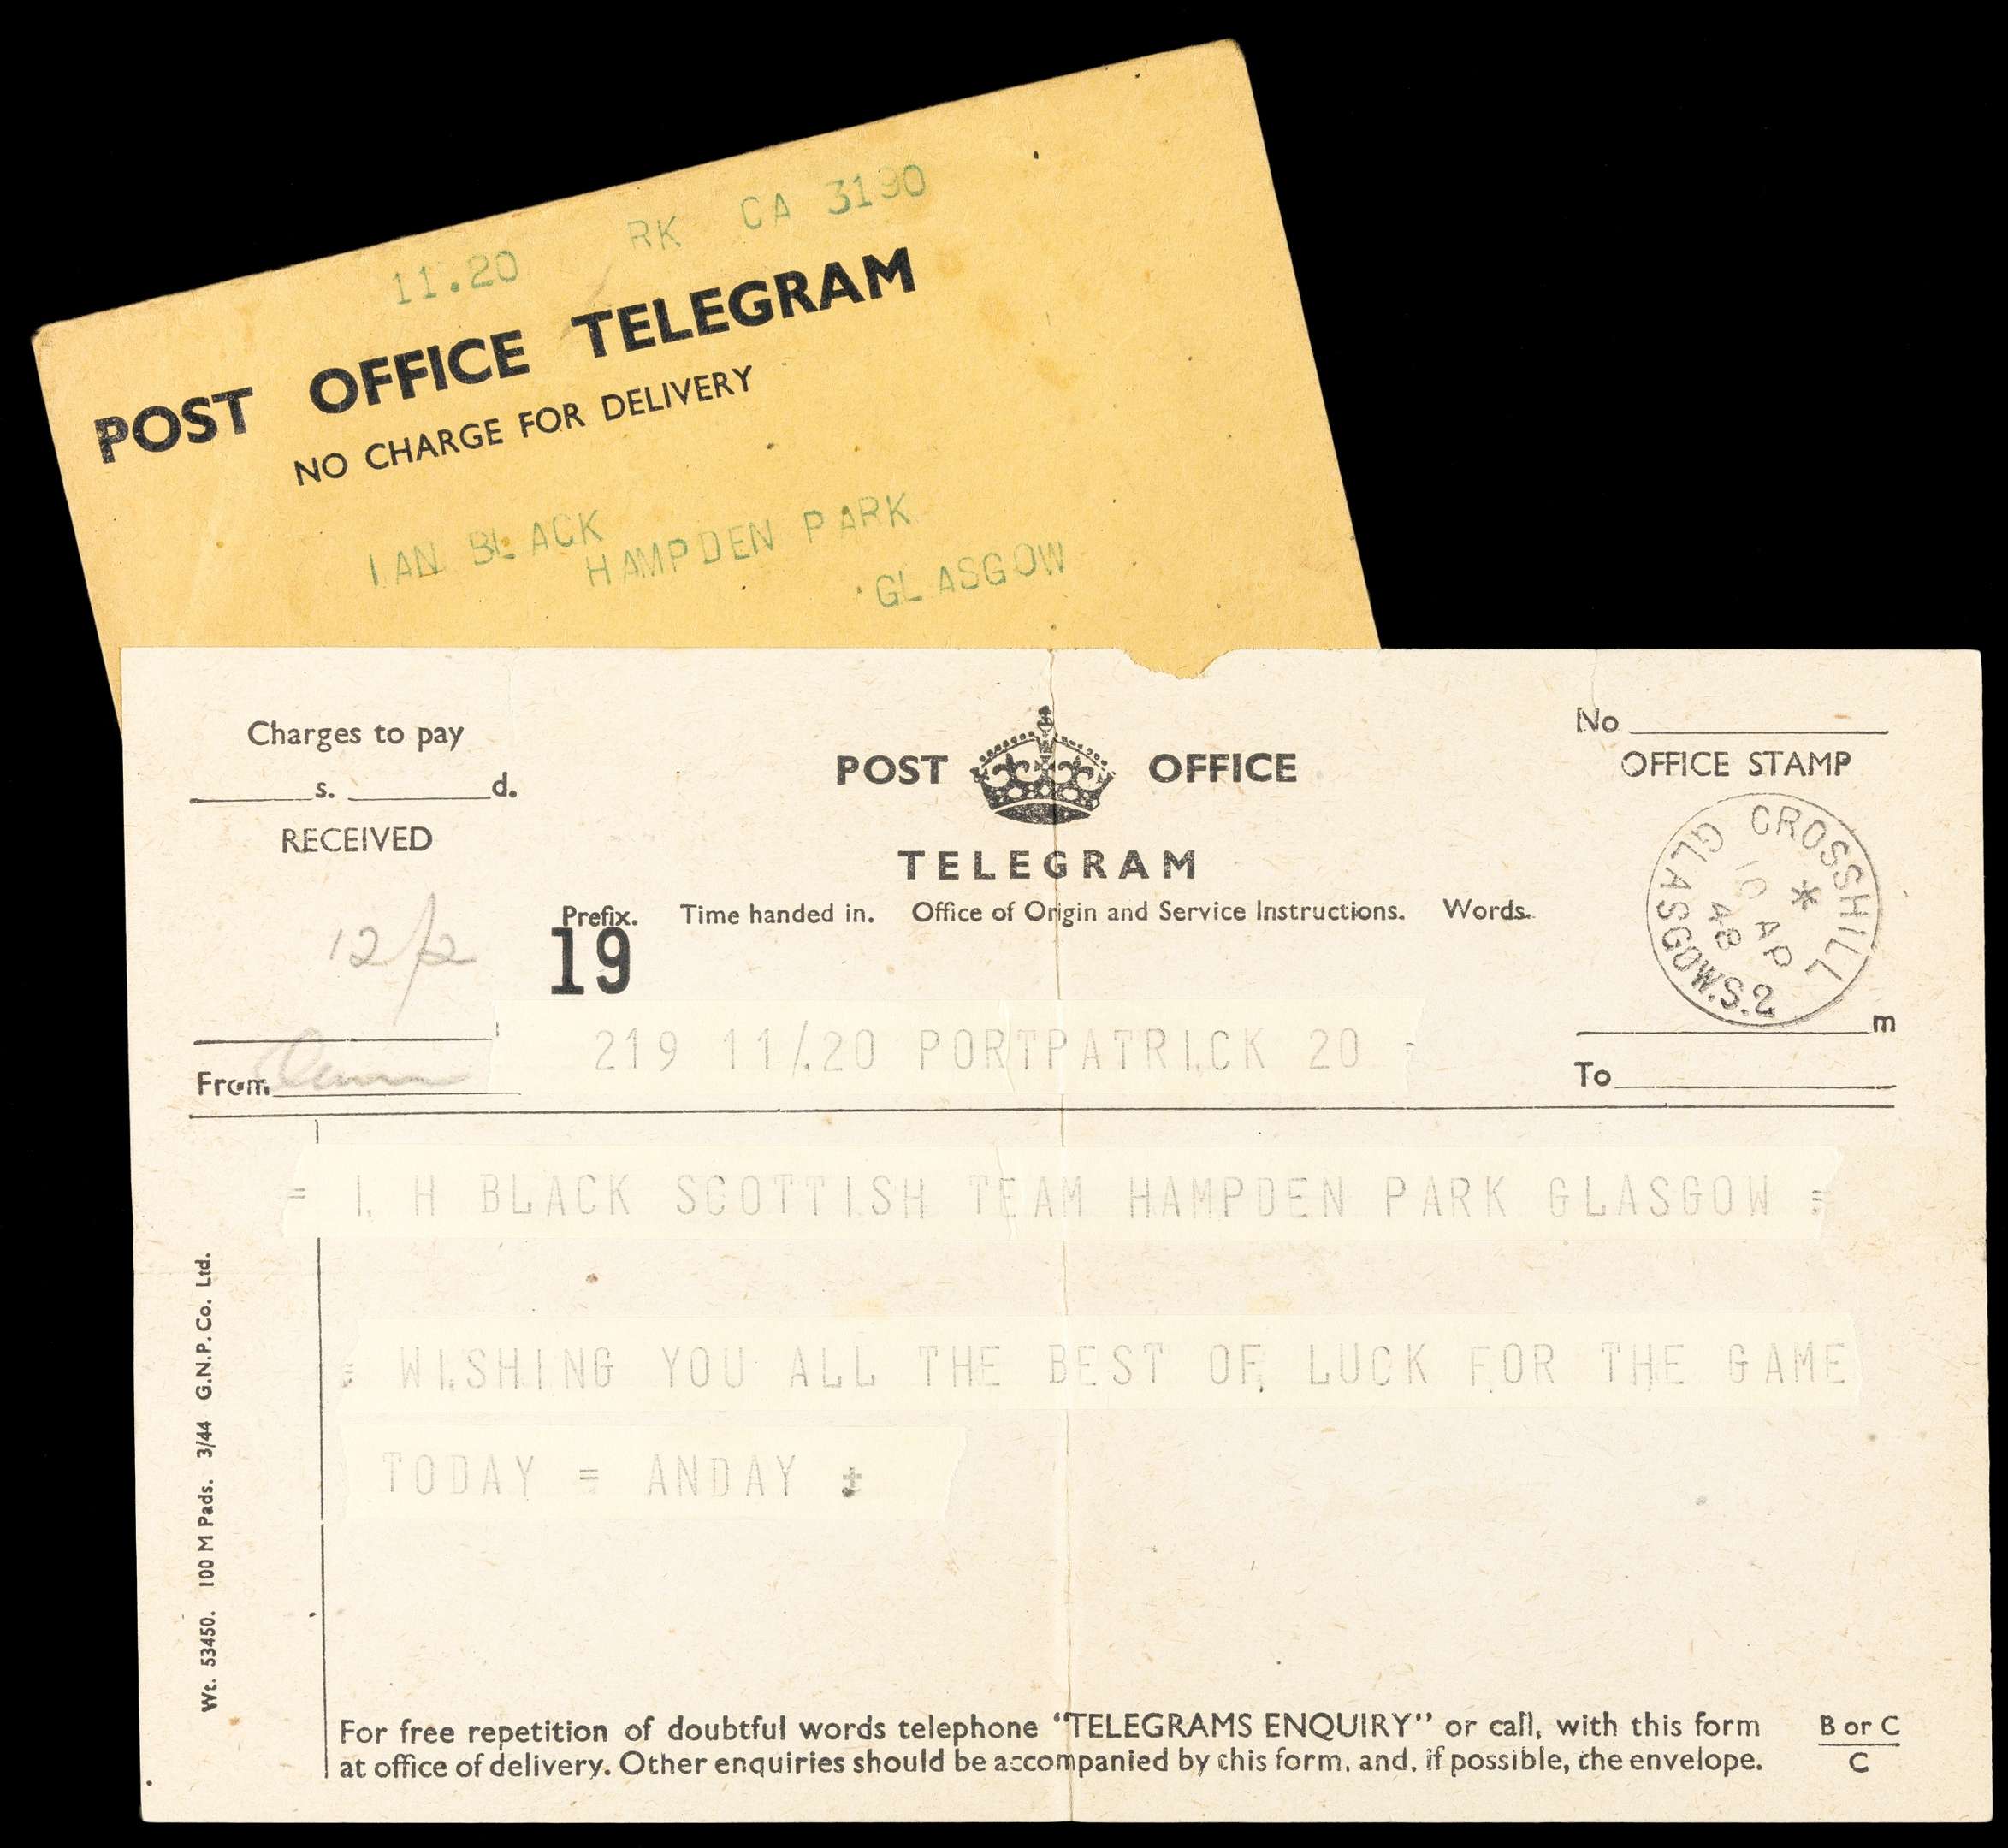 11.20 RK CA 3190
POST OFFICE TELEGRAM
NO CHARGE FOR DELIVERY
IAN BLACK
HAMPDEN PARK
GLASGOW
Charges to pay
s. d.
RECEIVED
12/2
From
POST OFFICE
TELEGRAM
Prefix. Time handed in. Office of Origin and Service Instructions. Words.
19
No
OFFICE STAMP
CROSSHILL
GLASGOW.S.2
10 AP
48
m
To
219 11/.20 PORTPATRICK 20 =
= I. H BLACK SCOTTISH TEAM HAMPDEN PARK GLASGOW =
= WISHING YOU ALL THE BEST OF LUCK FOR THE GAME
TODAY = ANDAY +
Wt. 53450. 100 M Pads. 3/44 G.N.P. Co. Ltd.
For free repetition of doubtful words telephone “TELEGRAMS ENQUIRY” or call, with this form
at office of delivery. Other enquiries should be accompanied by this form, and, if possible, the envelope.
B or C
C